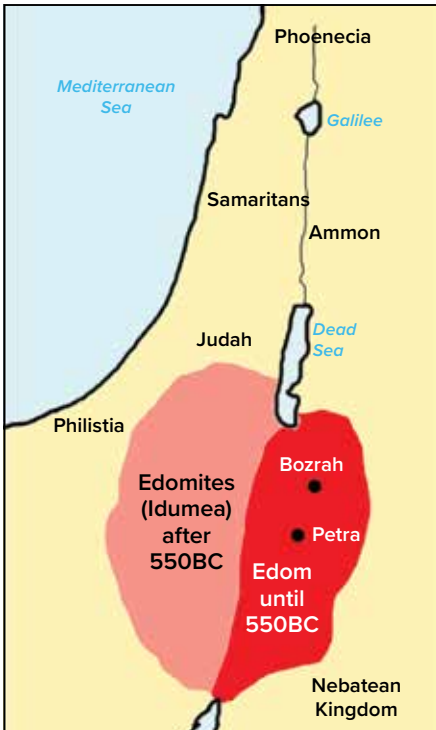 Phoenecia
Mediterranean
Sea
Galilee
Samaritans
Ammon
Dead
Sea
Judah
Philistia
Bozrah
Edomites
(Idumea)
after
550BC
Petra
Edom
until
550BC
Nebatean
Kingdom